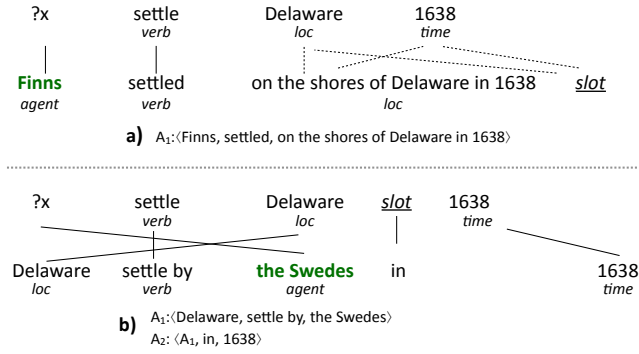 ?x settle Delaware 1638
verb loc time
Finns settled on the shores of Delaware in 1638 slot
agent verb loc
a) A₁:⟨Finns, settled, on the shores of Delaware in 1638⟩
?x settle Delaware slot 1638
verb loc time
Delaware settle by the Swedes in 1638
loc verb agent time
b) A₁:⟨Delaware, settle by, the Swedes⟩
A₂: ⟨A₁, in, 1638⟩